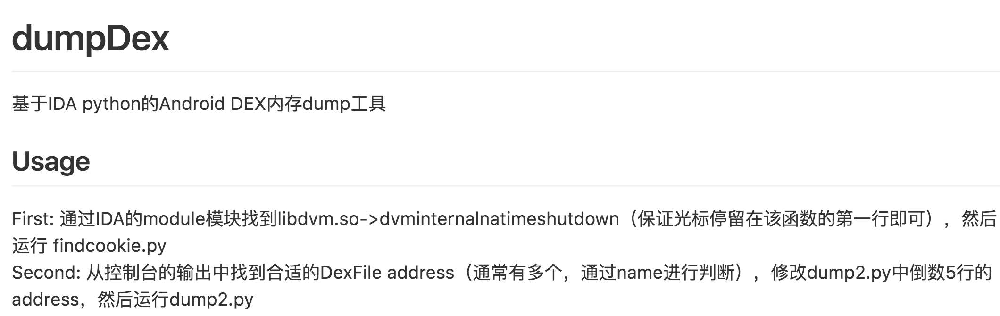 dumpDex
基于IDA python的Android DEX内存dump工具
Usage
First: 通过IDA的module模块找到libdvm.so->dvminternalnatimeshutdown（保证光标停留在该函数的第一行即可），然后
运行 findcookie.py
Second: 从控制台的输出中找到合适的DexFile address（通常有多个，通过name进行判断），修改dump2.py中倒数5行的
address，然后运行dump2.py